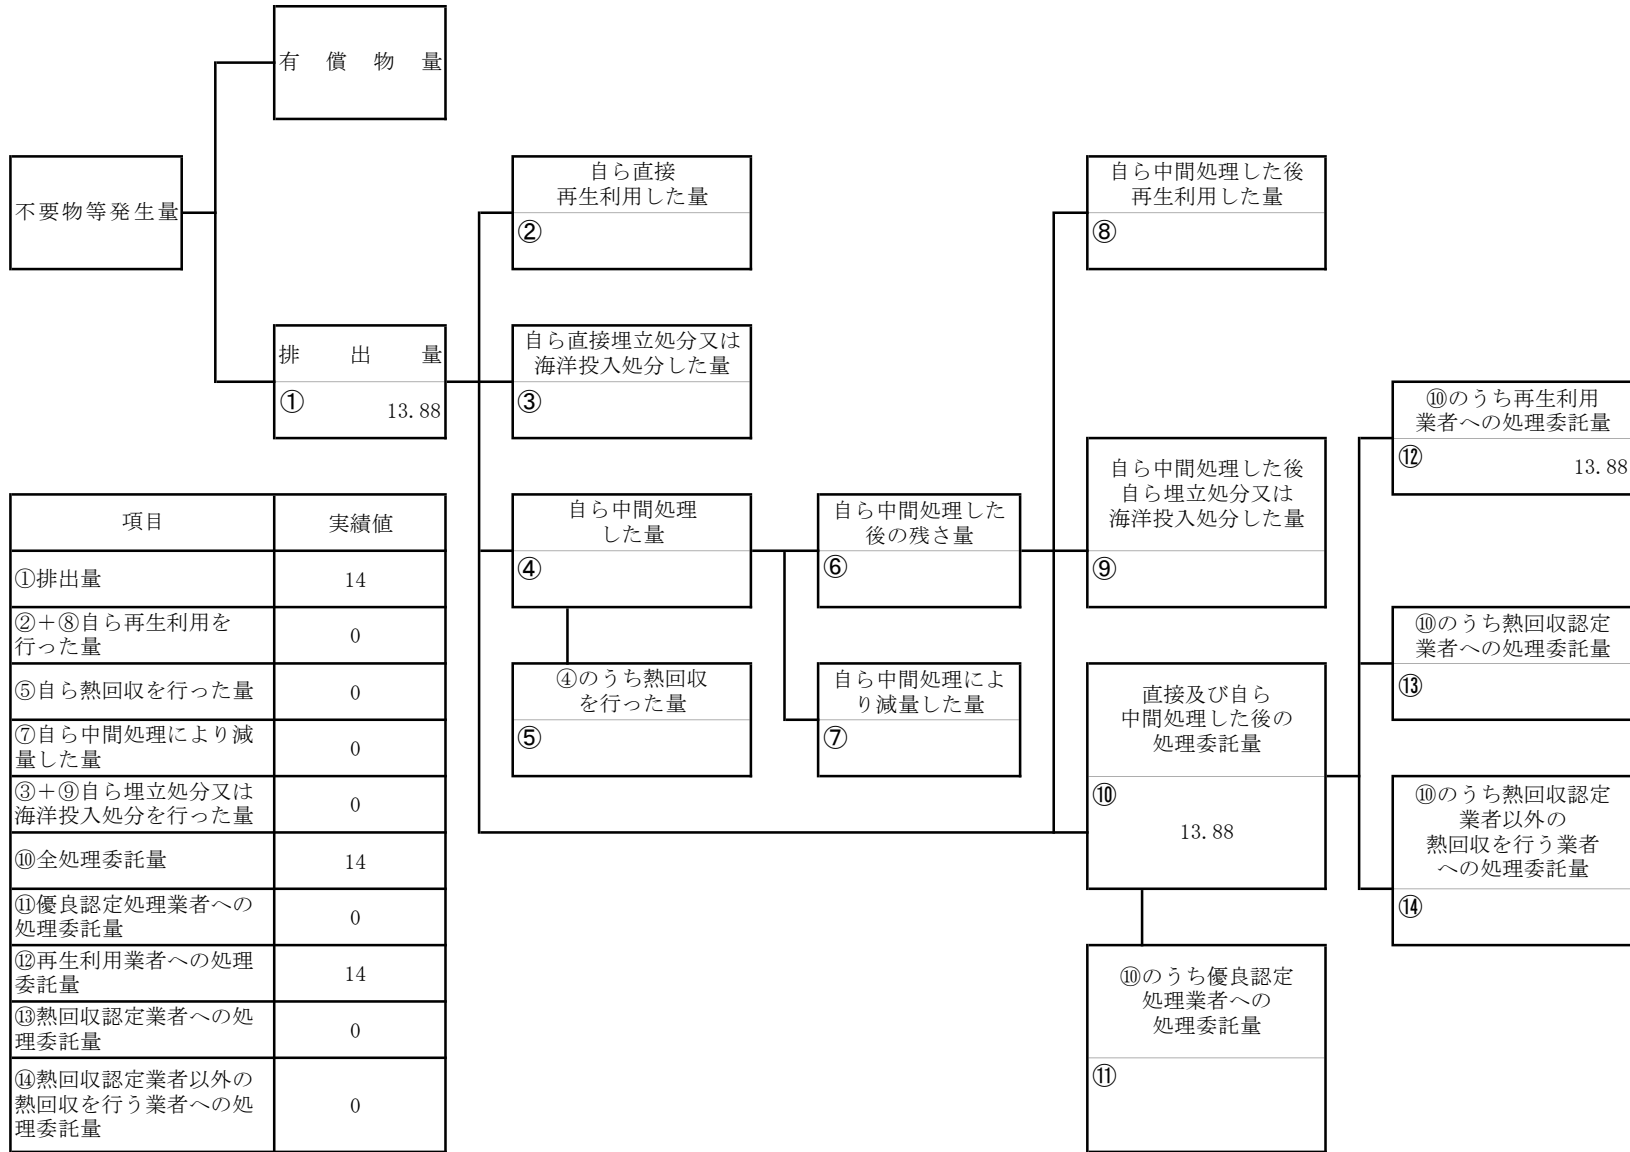 有償物量
不要物等発生量
排出量
①
13.88
自ら直接
再生利用した量
②
自ら直接埋立処分又は
海洋投入処分した量
③
自ら中間処理
した量
④
④のうち熱回収
を行った量
⑤
自ら中間処理した
後の残さ量
⑥
自ら中間処理によ
り減量した量
⑦
自ら中間処理した後
再生利用した量
⑧
自ら中間処理した後
自ら埋立処分又は
海洋投入処分した量
⑨
直接及び自ら
中間処理した後の
処理委託量
⑩
13.88
⑩のうち優良認定
処理業者への
処理委託量
⑪
⑩のうち再生利用
業者への処理委託量
⑫
13.88
⑩のうち熱回収認定
業者への処理委託量
⑬
⑩のうち熱回収認定
業者以外の
熱回収を行う業者
への処理委託量
⑭
項目 実績値
①排出量 14
②+⑧自ら再生利用を
行った量 0
⑤自ら熱回収を行った量 0
⑦自ら中間処理により減
量した量 0
③+⑨自ら埋立処分又は
海洋投入処分を行った量 0
⑩全処理委託量 14
⑪優良認定処理業者への
処理委託量 0
⑫再生利用業者への処理
委託量 14
⑬熱回収認定業者への処
理委託量 0
⑭熱回収認定業者以外の
熱回収を行う業者への処
理委託量 0